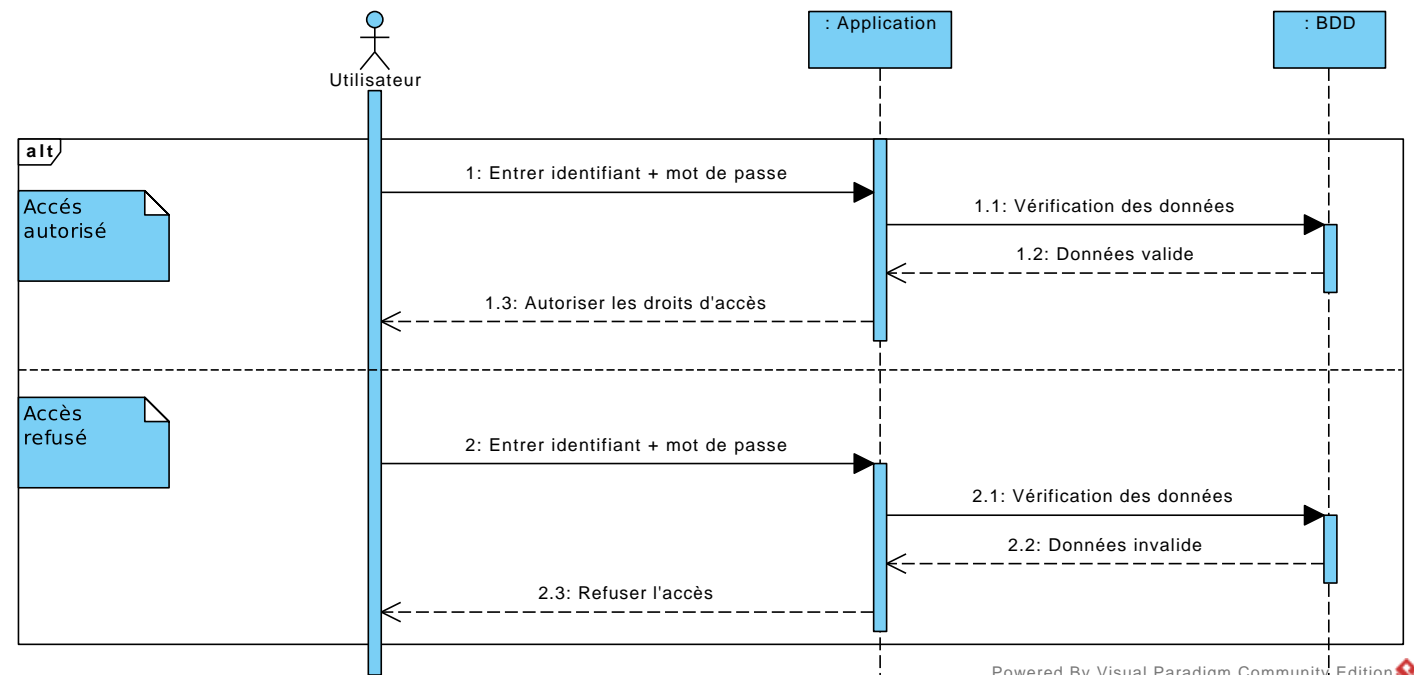 : Application
: BDD
Utilisateur
alt
1: Entrer identifiant + mot de passe
Accés
autorisé
1.1: Vérification des données
1.2: Données valide
1.3: Autoriser les droits d'accès
Accès
refusé
2: Entrer identifiant + mot de passe
2.1: Vérification des données
2.2: Données invalide
2.3: Refuser l'accès
Powered By Visual Paradigm Community Edition